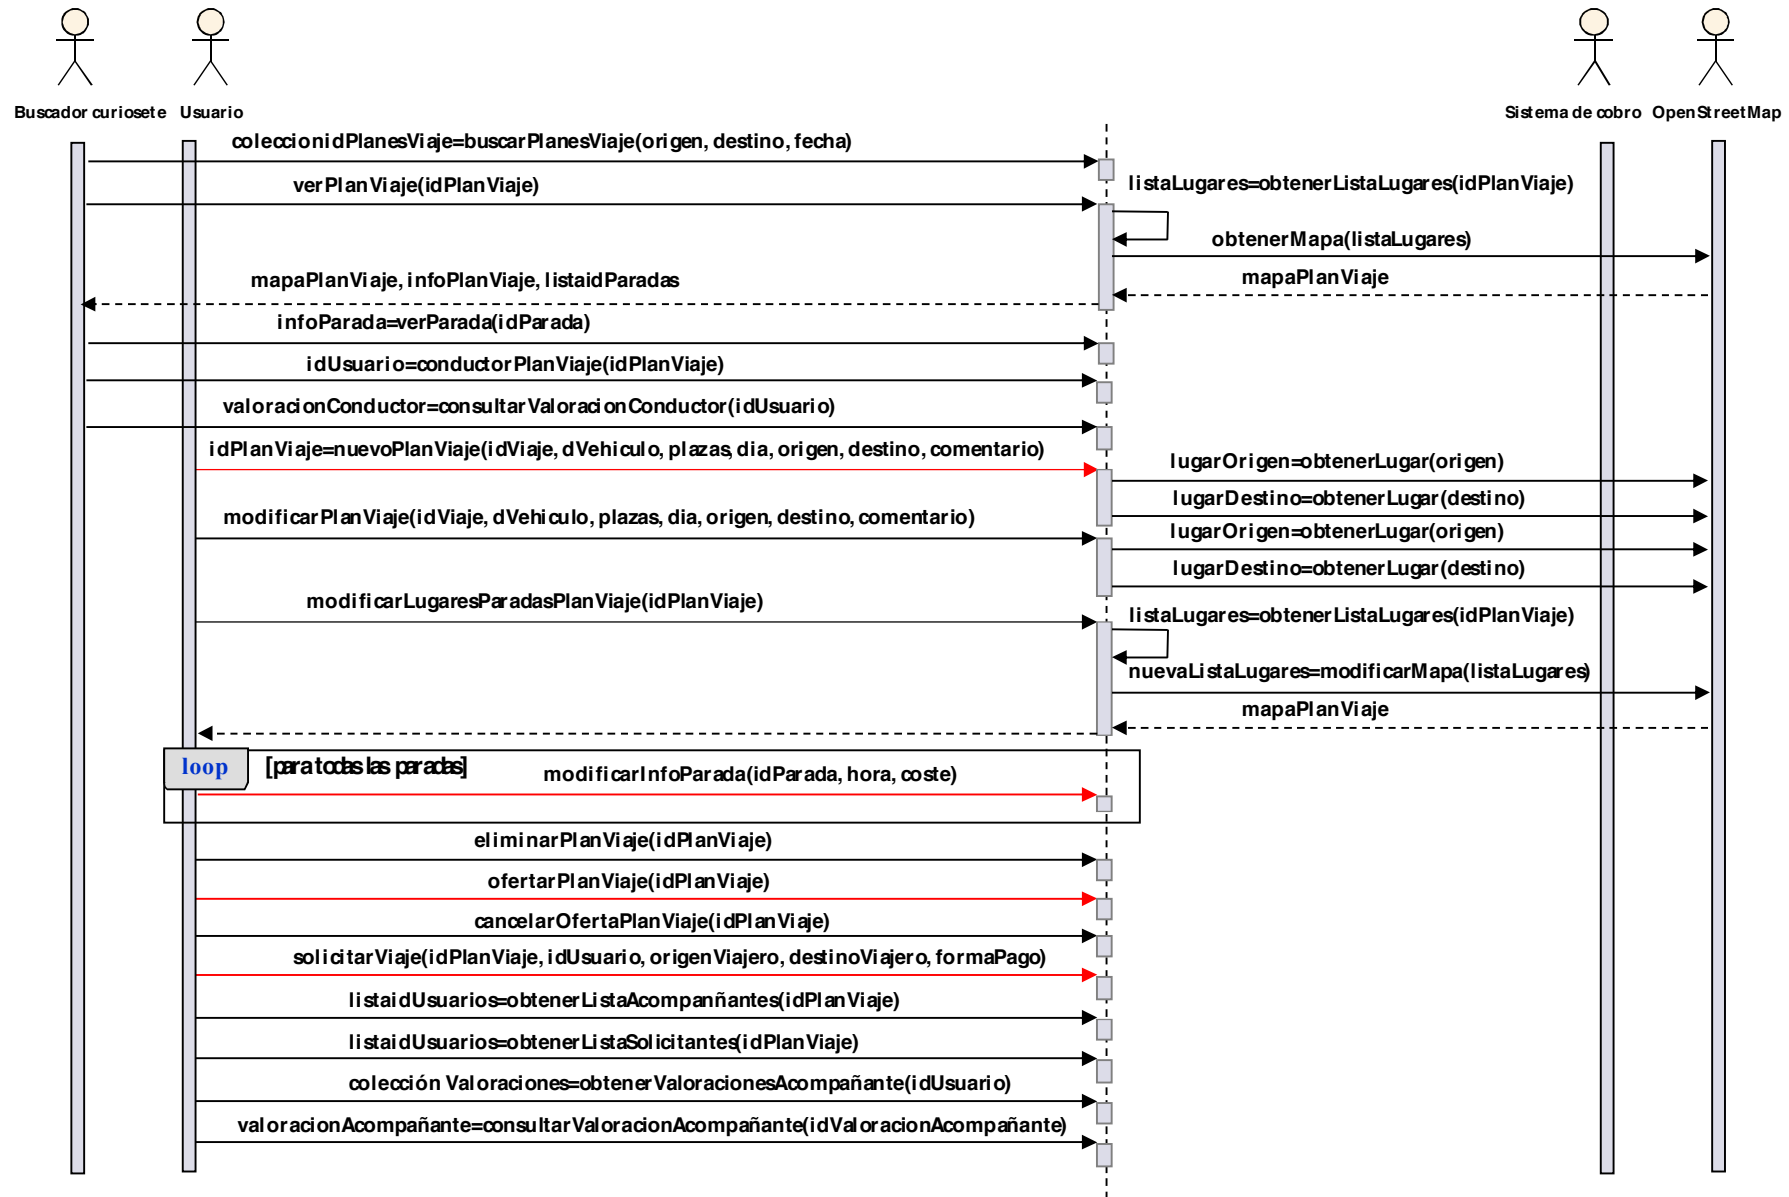 Buscador curiosete
Usuario
Sistema de cobro
OpenStreetMap
coleccionidPlanesViaje=buscarPlanesViaje(origen, destino, fecha)
verPlanViaje(idPlanViaje)
listaLugares=obtenerListaLugares(idPlanViaje)
obtenerMapa(listaLugares)
mapaPlanViaje, infoPlanViaje, listaidParadas
mapaPlanViaje
infoParada=verParada(idParada)
idUsuario=conductorPlanViaje(idPlanViaje)
valoracionConductor=consultarValoracionConductor(idUsuario)
idPlanViaje=nuevoPlanViaje(idViaje, dVehiculo, plazas, dia, origen, destino, comentario)
lugarOrigen=obtenerLugar(origen)
lugarDestino=obtenerLugar(destino)
modificarPlanViaje(idViaje, dVehiculo, plazas, dia, origen, destino, comentario)
lugarOrigen=obtenerLugar(origen)
lugarDestino=obtenerLugar(destino)
modificarLugaresParadasPlanViaje(idPlanViaje)
listaLugares=obtenerListaLugares(idPlanViaje)
nuevaListaLugares=modificarMapa(listaLugares)
mapaPlanViaje
loop
[para todas las paradas]
modificarInfoParada(idParada, hora, coste)
eliminarPlanViaje(idPlanViaje)
ofertarPlanViaje(idPlanViaje)
cancelarOfertaPlanViaje(idPlanViaje)
solicitarViaje(idPlanViaje, idUsuario, origenViajero, destinoViajero, formaPago)
listaidUsuarios=obtenerListaAcompanñantes(idPlanViaje)
listaidUsuarios=obtenerListaSolicitantes(idPlanViaje)
colección Valoraciones=obtenerValoracionesAcompañante(idUsuario)
valoracionAcompañante=consultarValoracionAcompañante(idValoracionAcompañante)